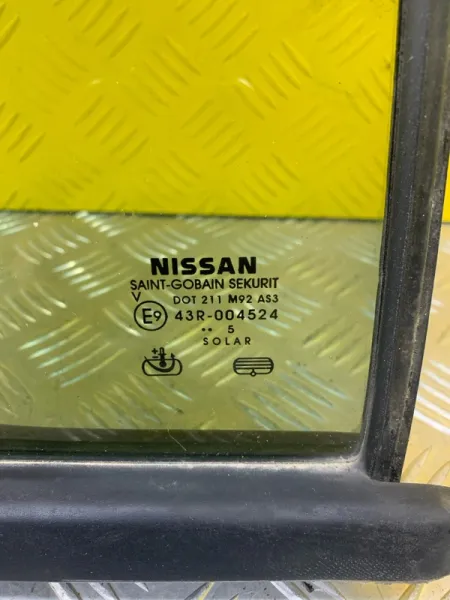 NISSAN
SAINT-GOBAIN SEKURIT
V DOT 211 M92 AS3
E9 43R-004524
•• 5
SOLAR